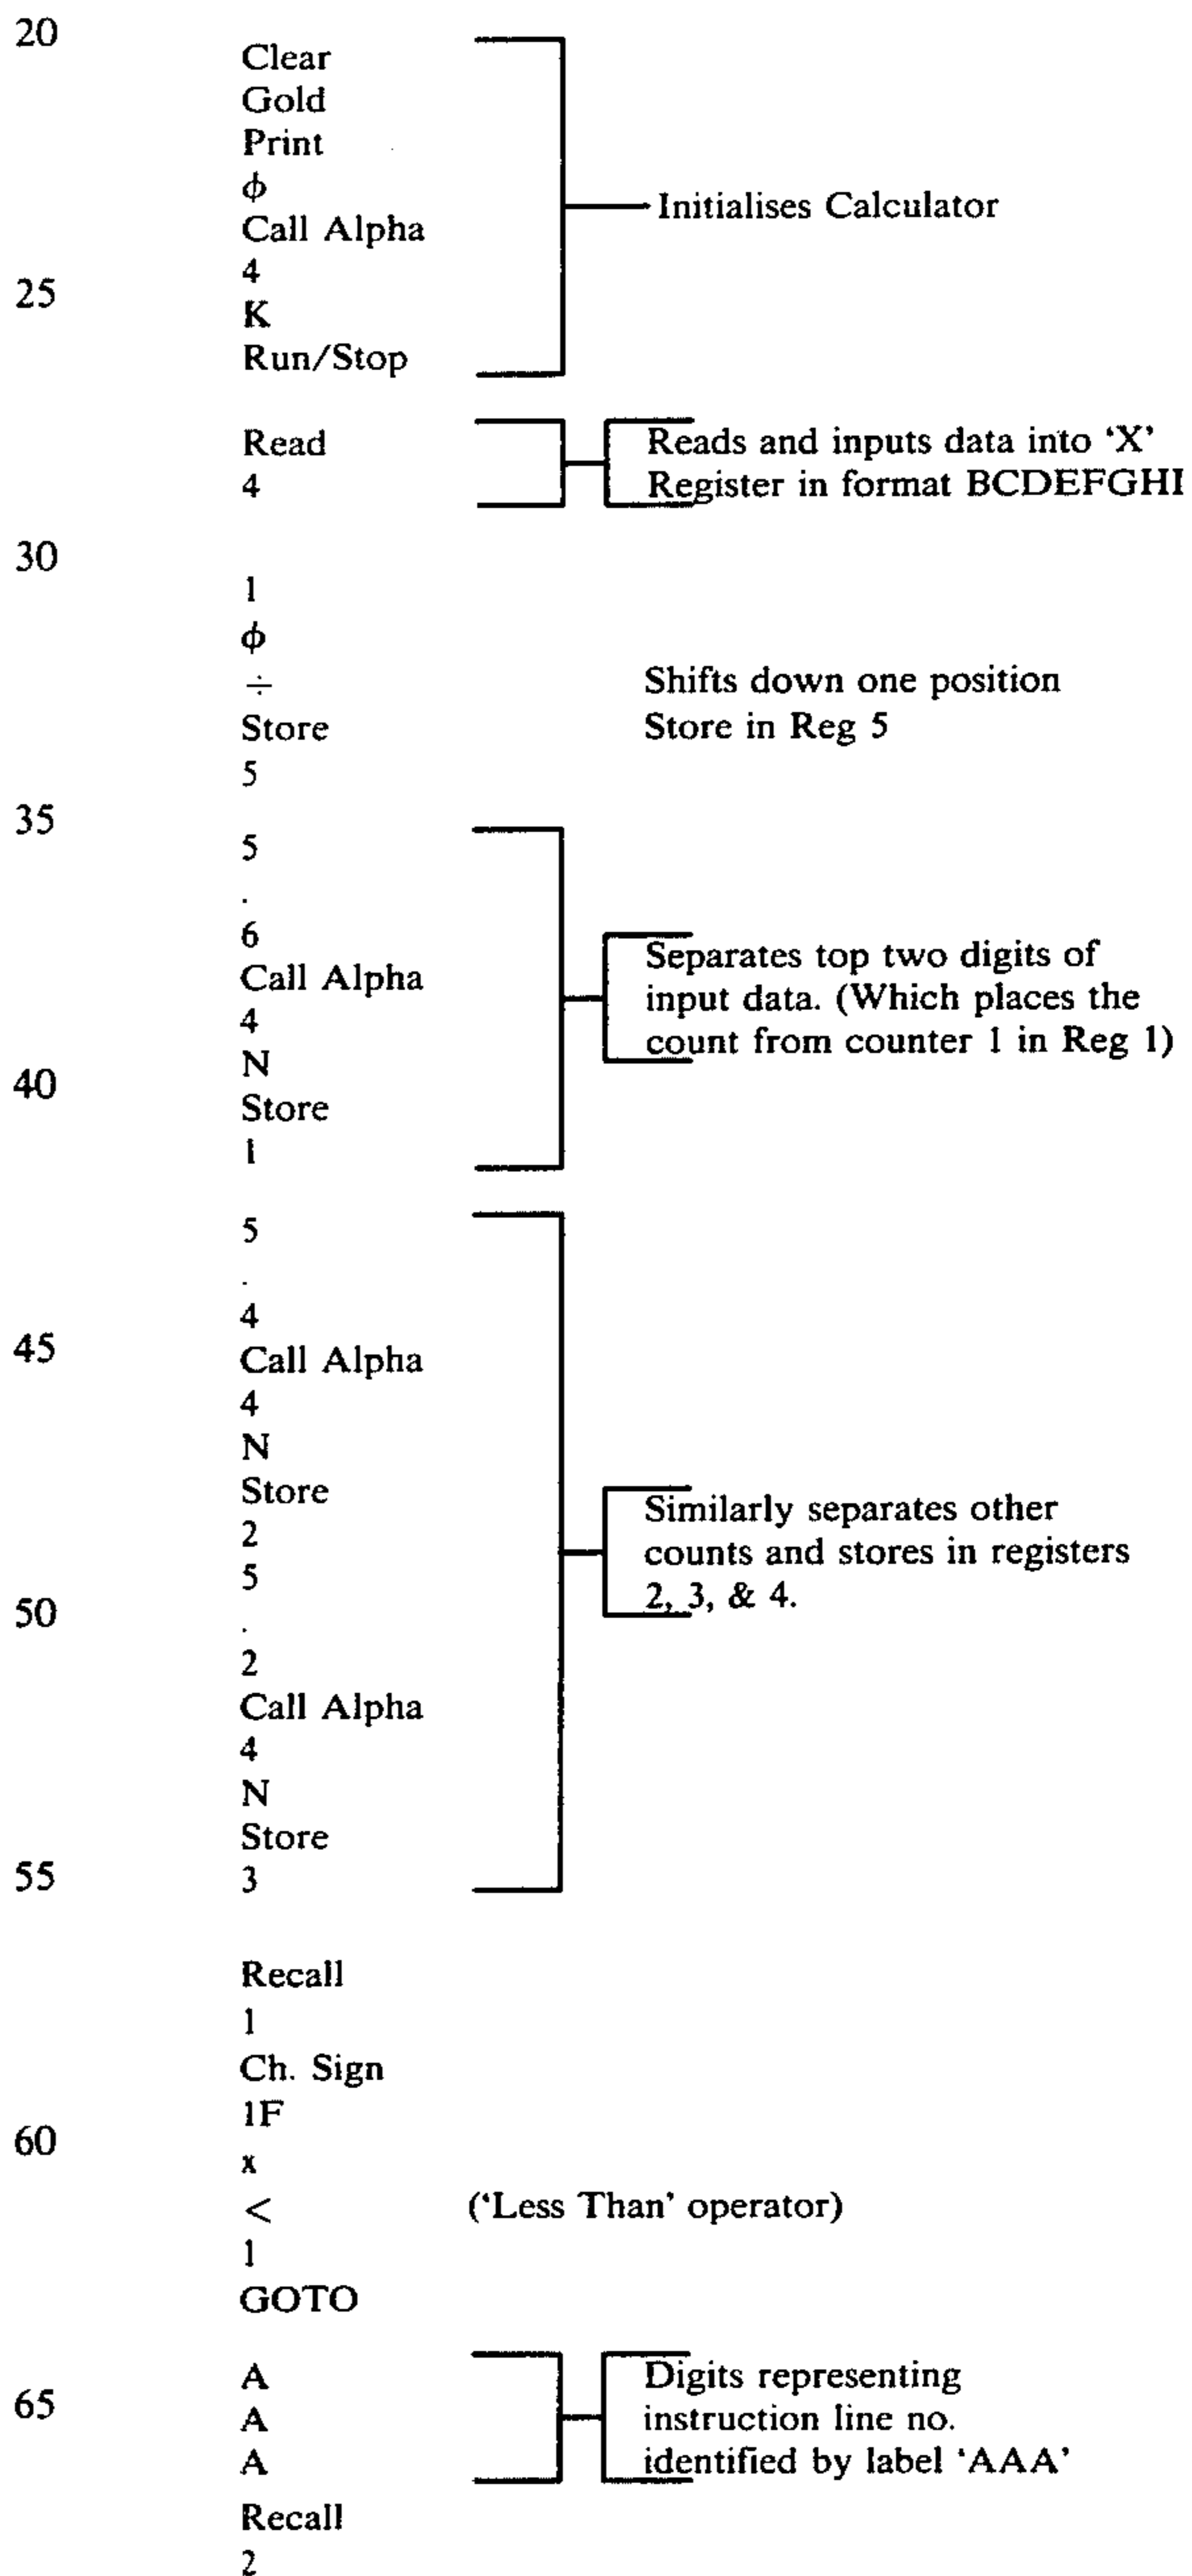 20
Clear
Gold
Print
ϕ
Call Alpha
4
25
K
Run/Stop
Initialises Calculator
Read
4
Reads and inputs data into ‘X’
Register in format BCDEFGHI
30
1
ϕ
÷ Shifts down one position
Store Store in Reg 5
5
35
5
.
6
Call Alpha
4
N
40
Store
1
Separates top two digits of
input data. (Which places the
count from counter 1 in Reg 1)
5
.
4
45
Call Alpha
4
N
Store
2
5
50
.
2
Call Alpha
4
N
Store
55
3
Similarly separates other
counts and stores in registers
2, 3, & 4.
Recall
1
Ch. Sign
1F
60
x
< (‘Less Than’ operator)
1
GOTO
A
65
A
A
Digits representing
instruction line no.
identified by label ‘AAA’
Recall
2